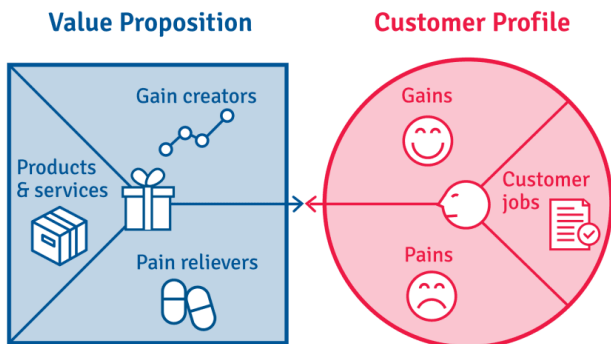 Value Proposition
Customer Profile
Gain creators
Products
& services
Pain relievers
Gains
Customer
jobs
Pains